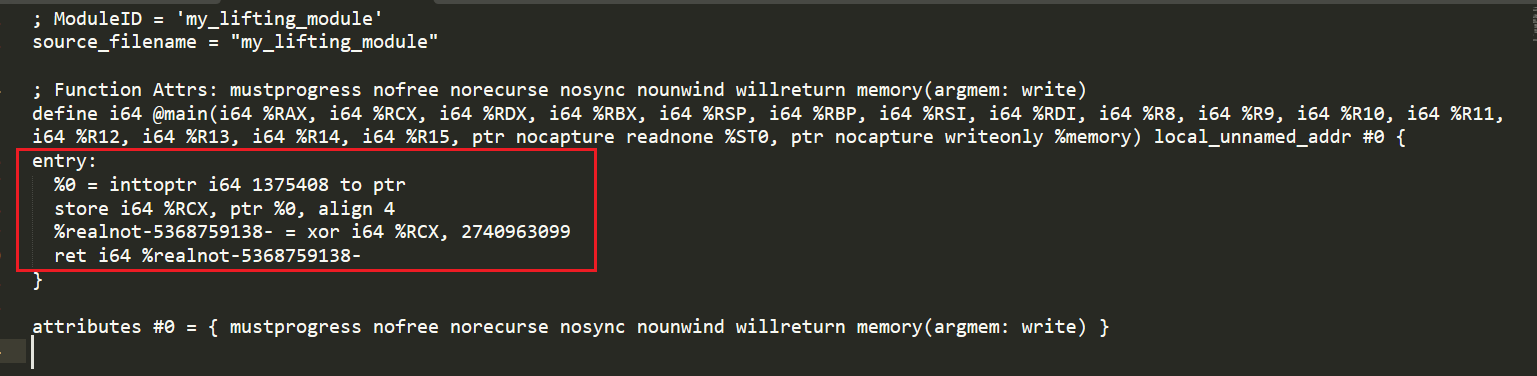 ; ModuleID = 'my_lifting_module'
source_filename = "my_lifting_module"
; Function Attrs: mustprogress nofree norecurse nosync nounwind willreturn memory(argmem: write)
define i64 @main(i64 %RAX, i64 %RCX, i64 %RDX, i64 %RBX, i64 %RSP, i64 %RBP, i64 %RSI, i64 %RDI, i64 %R8, i64 %R9, i64 %R10, i64 %R11,
i64 %R12, i64 %R13, i64 %R14, i64 %R15, ptr nocapture readnone %ST0, ptr nocapture writeonly %memory) local_unnamed_addr #0 {
entry:
%0 = inttoptr i64 1375408 to ptr
store i64 %RCX, ptr %0, align 4
%realnot-5368759138- = xor i64 %RCX, 2740963099
ret i64 %realnot-5368759138-
}
attributes #0 = { mustprogress nofree norecurse nosync nounwind willreturn memory(argmem: write) }